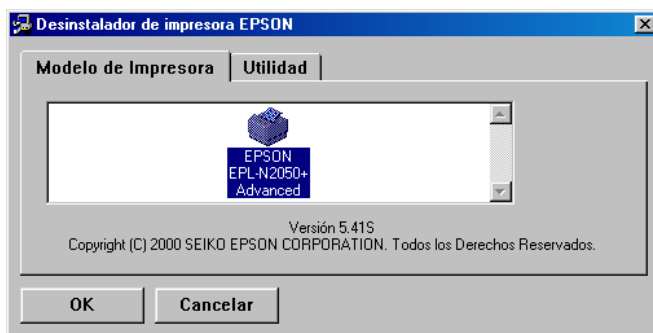 Desinstalador de impresora EPSON
Modelo de Impresora
Utilidad
EPSON
EPL-N2050+
Advanced
Versión 5.41S
Copyright (C) 2000 SEIKO EPSON CORPORATION. Todos los Derechos Reservados.
OK
Cancelar